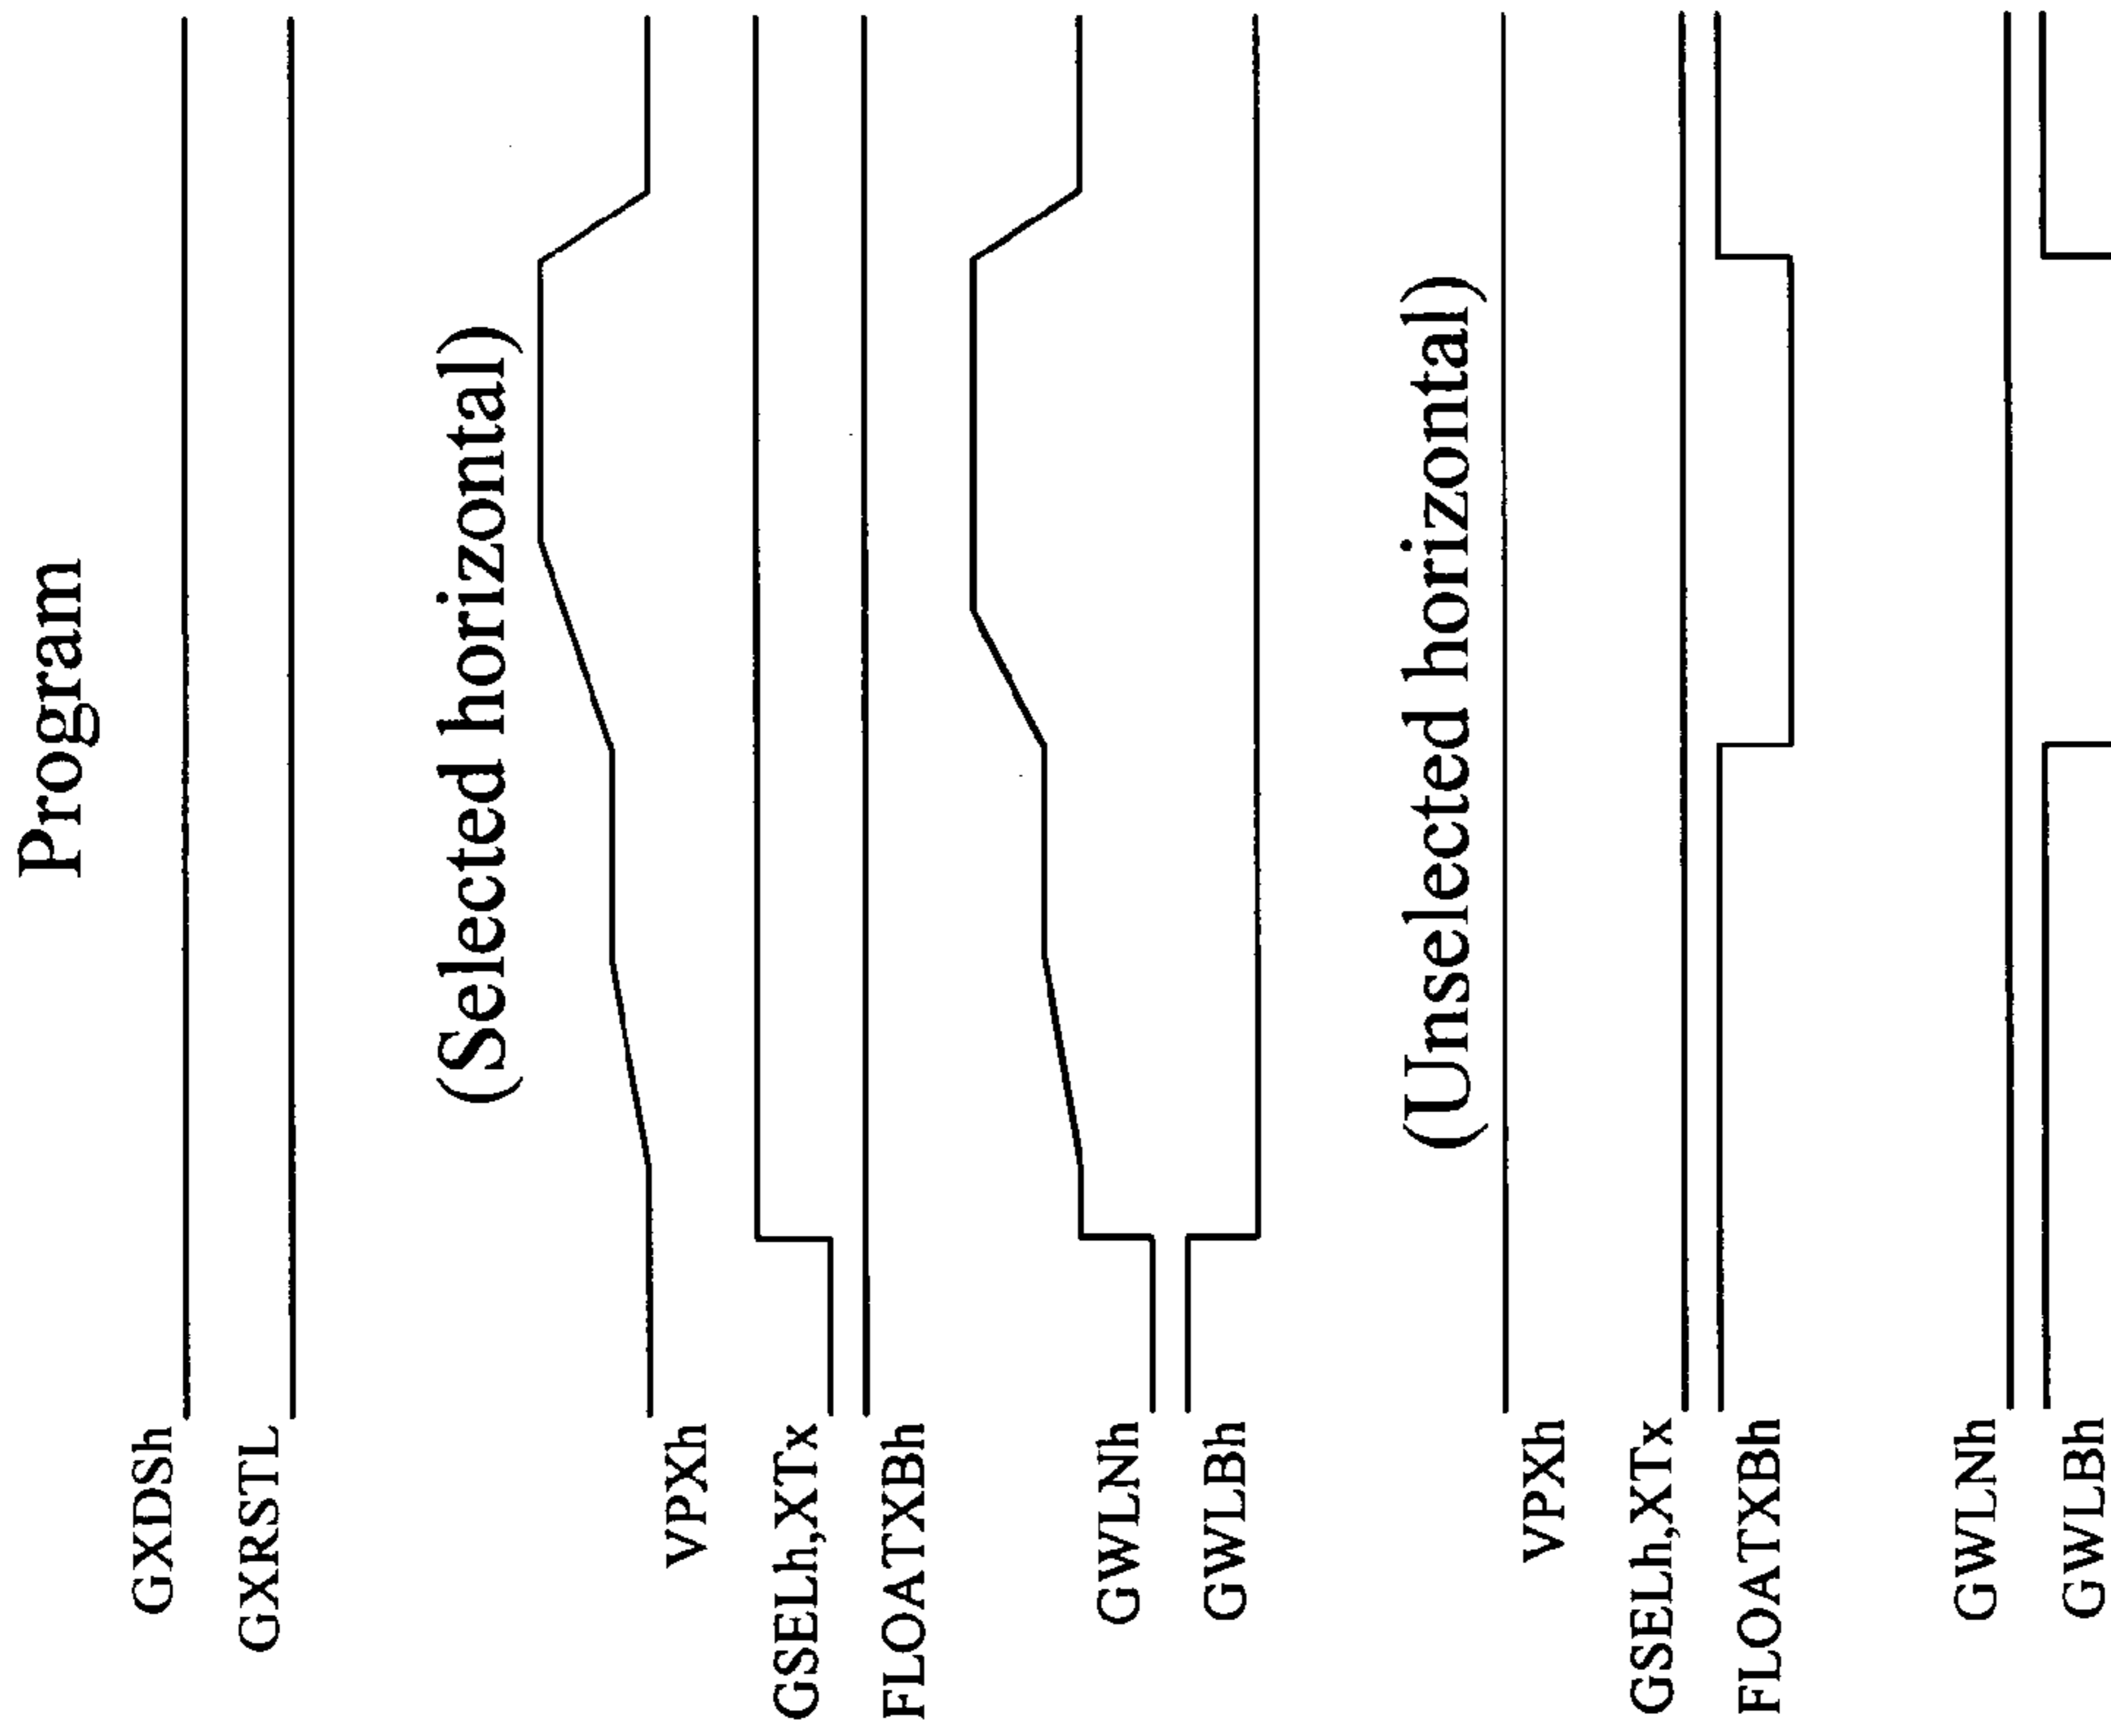 Program
GXDSh
GXRSTL
(Selected horizontal)
VPXh
GSELh,XTx
FLOATXBh
GWLNh
GWLBh
(Unselected horizontal)
VPXh
GSELh,XTx
FLOATXBh
GWLNh
GWLBh